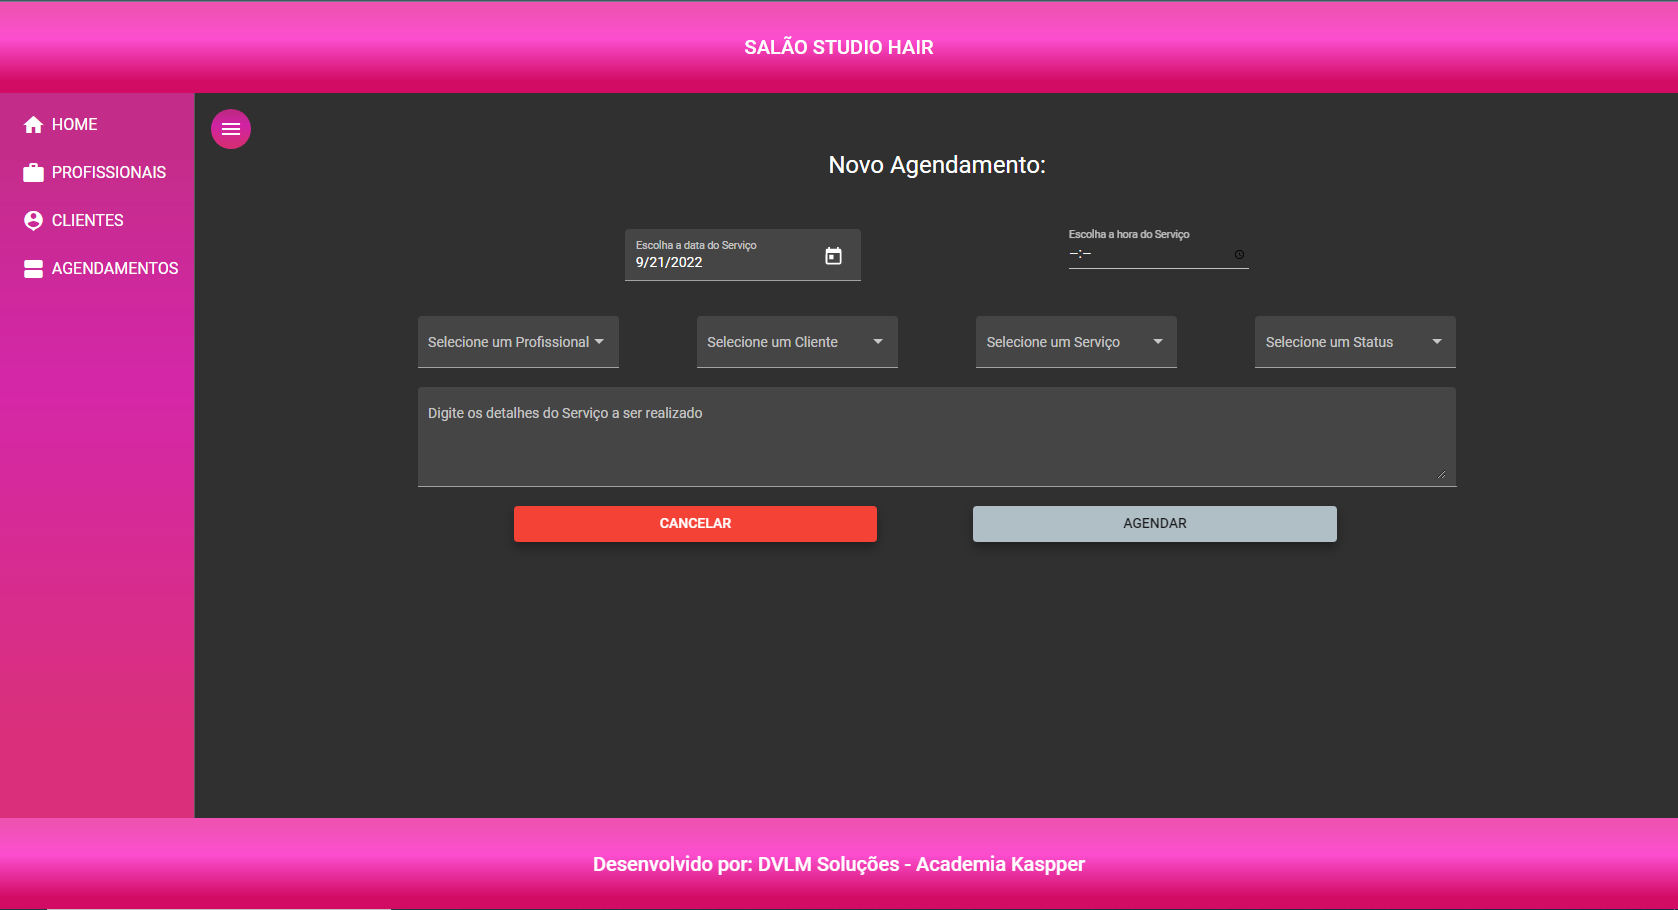 SALÃO STUDIO HAIR
HOME
PROFISSIONAIS
CLIENTES
AGENDAMENTOS
Novo Agendamento:
Escolha a data do Serviço
9/21/2022
Escolha a hora do Serviço
--:--
Selecione um Profissional
Selecione um Cliente
Selecione um Serviço
Selecione um Status
Digite os detalhes do Serviço a ser realizado
CANCELAR
AGENDAR
Desenvolvido por: DVLM Soluções - Academia Kaspper